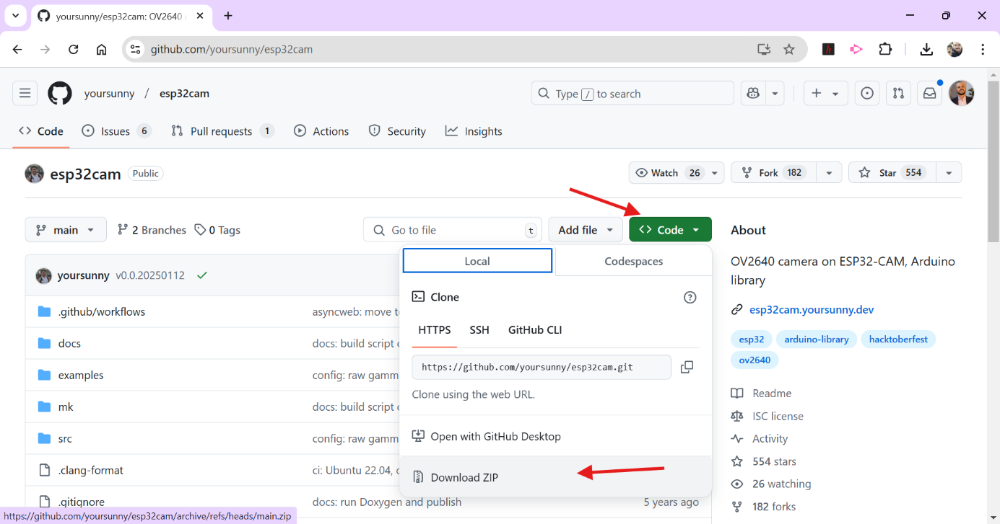 yoursunny/esp32cam: OV2640
github.com/yoursunny/esp32cam
yoursunny / esp32cam
Type / to search
Code
Issues 6
Pull requests 1
Actions
Security
Insights
esp32cam Public
Watch 26
Fork 182
Star 554
main
2 Branches
0 Tags
Go to file t
Add file
Code
About
Local
Codespaces
OV2640 camera on ESP32-CAM, Arduino
library
yoursunny v0.0.20250112
Clone
esp32cam.yoursunny.dev
.github/workflows
asyncweb: move t
HTTPS
SSH
GitHub CLI
esp32
arduino-library
hacktoberfest
ov2640
docs
docs: build script
https://github.com/yoursunny/esp32cam.git
examples
config: raw gamm
Clone using the web URL.
Readme
mk
docs: build script
ISC license
src
config: raw gamm
Open with GitHub Desktop
Activity
554 stars
.clang-format
ci: Ubuntu 22.04,
Download ZIP
26 watching
.gitignore
docs: run Doxygen and publish
5 years ago
182 forks
https://github.com/yoursunny/esp32cam/archive/refs/heads/main.zip